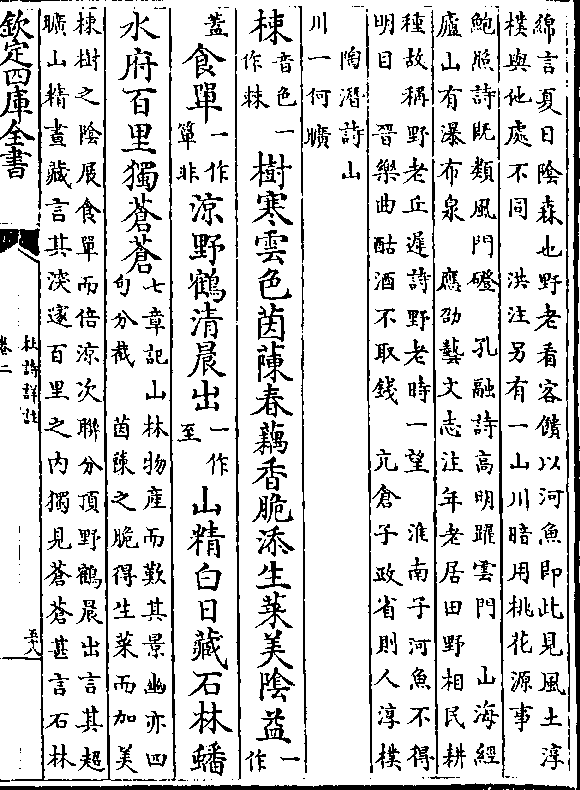 綿言夏日陰森也野老看客饋以河魚即此見風土淳
樸與他處不同　洪注另有一山川暗用桃花源事
鮑照詩既類風門磴　孔融詩高明躍雲門　山海經
廬山有瀑布泉　應劭藝文志注年老居田野相民耕
種故稱野老丘遲詩野老時一望　淮南子河魚不得
明目　晉樂曲酤酒不取錢　亢倉子政省則人淳樸
陶潛詩山
川一何曠
棟音色一作棘樹寒雲色茵蔯春藕香脆添生菜美陰益一作
蓋食單一作簞非涼野鶴清晨出一作至山精白日藏石林蟠
水府百里獨蒼蒼七章記山林物産而歎其景幽亦四
句分截　茵蔯之脆得生菜而加美
棟樹之陰展食單而倍涼次聯分頂野鶴晨出言其超
曠山精晝藏言其深邃百里之内獨見蒼蒼甚言石林
欽定四庫全書
杜詩詳註
卷二
五八